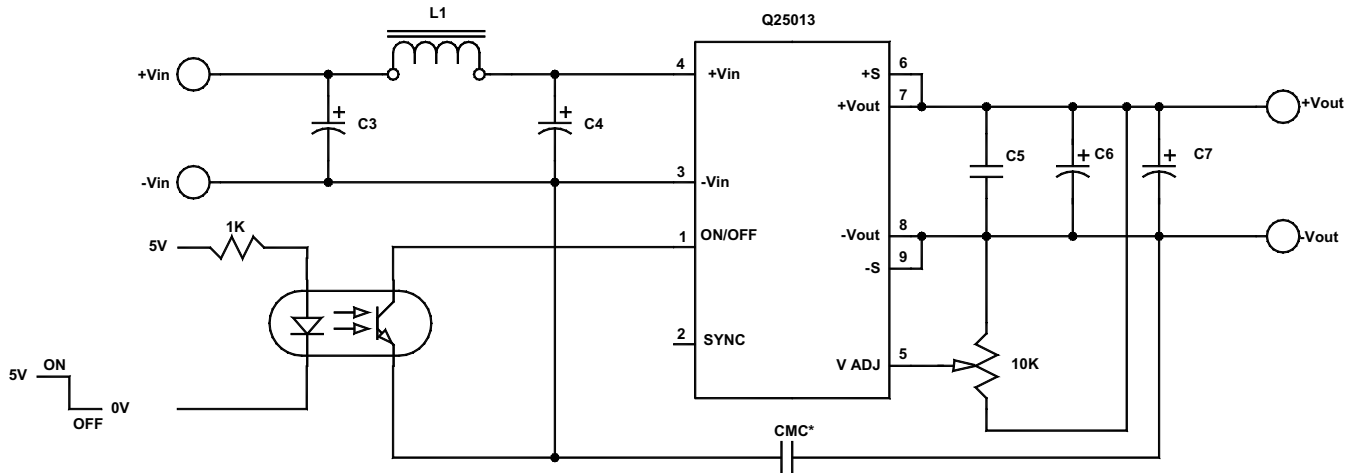 L1
Q25013
+Vin
4
+Vin
+S
6
+Vout
7
+Vout
C3
C4
C5
C6
C7
-Vin
3
-Vin
1K
5V
1
ON/OFF
-Vout
8
-Vout
-S
9
2
SYNC
V ADJ
5
10K
5V
ON
0V
OFF
CMC*